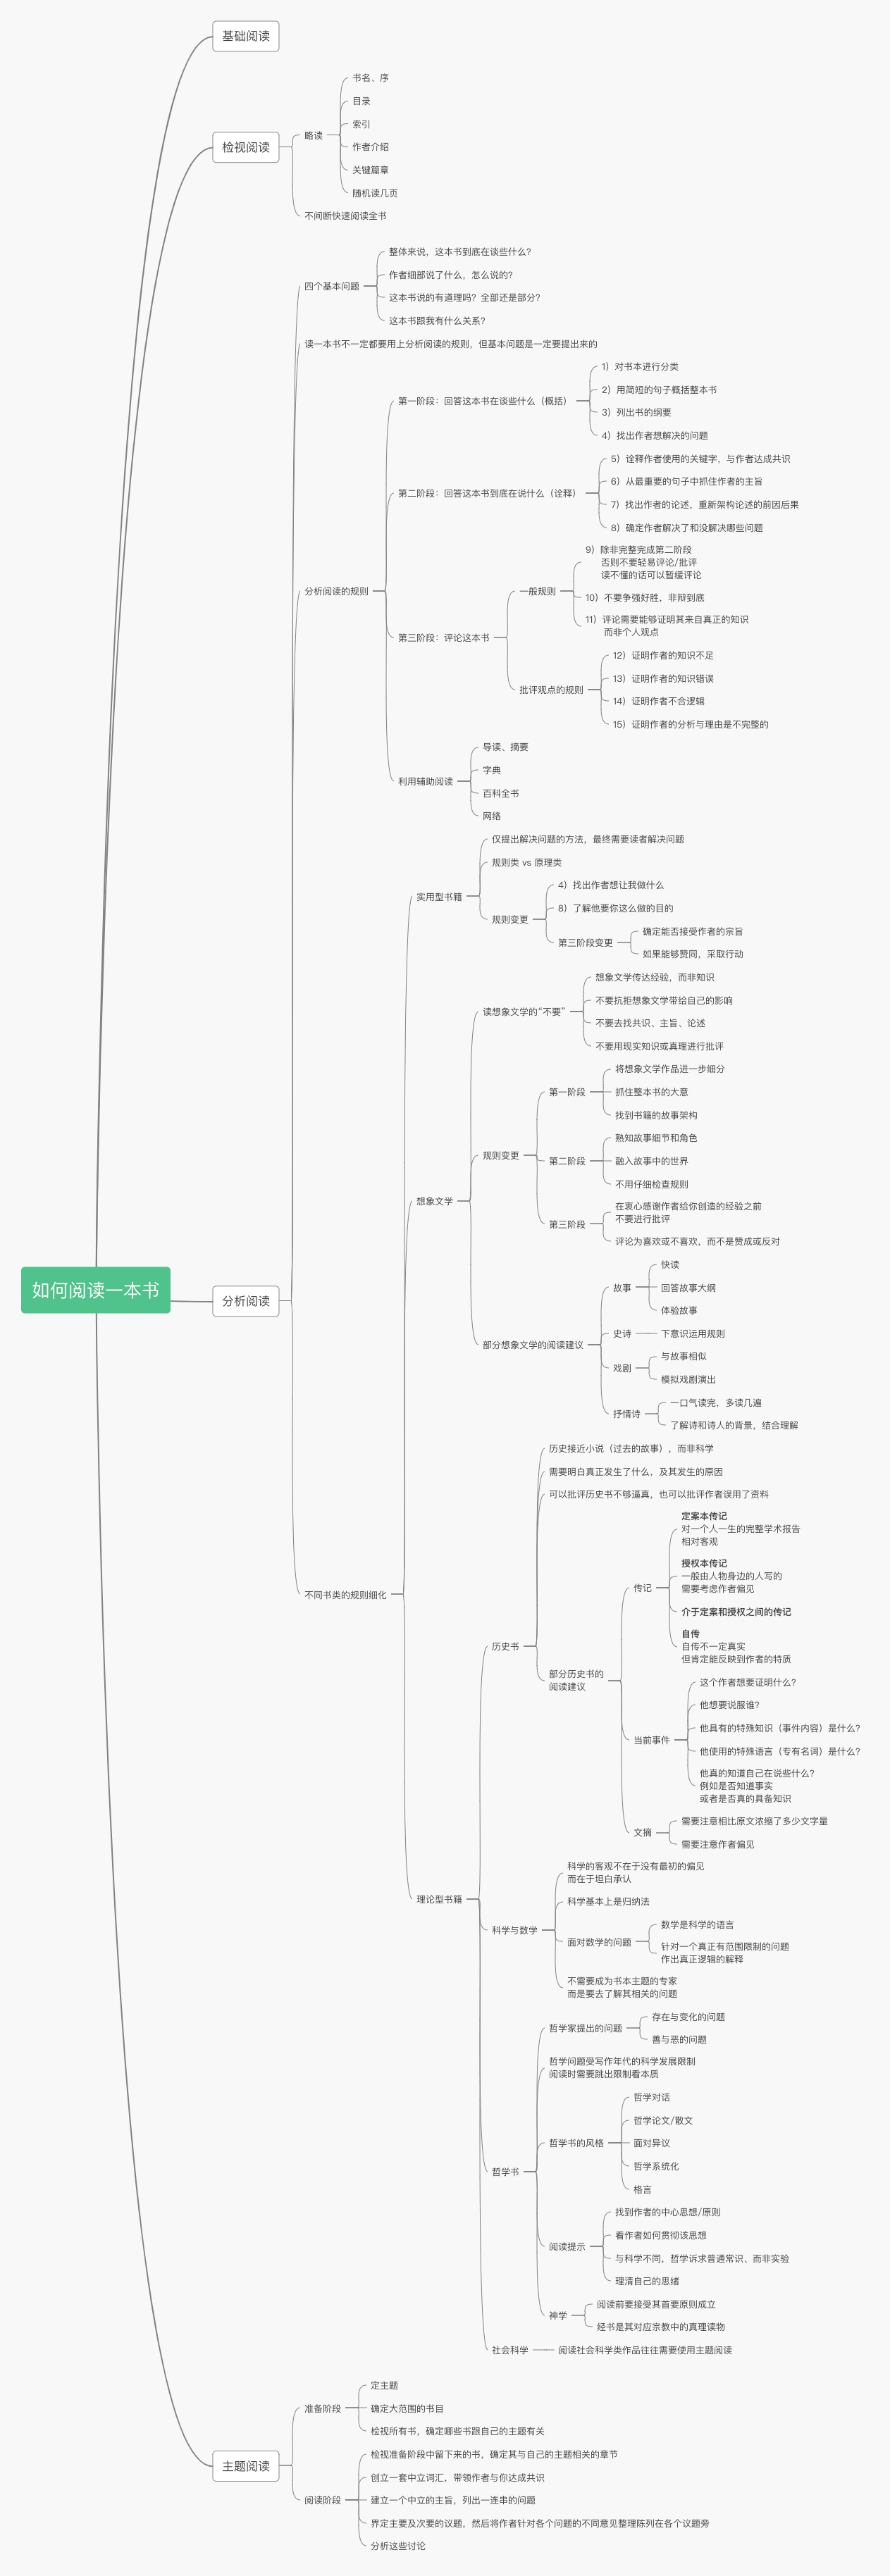 如何阅读一本书
基础阅读
检视阅读
略读
书名、序
目录
索引
作者介绍
关键篇章
随机读几页
不间断快速阅读全书
分析阅读
四个基本问题
整体来说，这本书到底在谈些什么？
作者细部说了什么，怎么说的？
这本书说的有道理吗？全部还是部分？
这本书跟我有什么关系？
读一本书不一定都要用上分析阅读的规则，但基本问题是一定要提出来的
分析阅读的规则
第一阶段：回答这本书在谈些什么（概括）
1）对书本进行分类
2）用简短的句子概括整本书
3）列出书的纲要
4）找出作者想解决的问题
第二阶段：回答这本书到底在说什么（诠释）
5）诠释作者使用的关键字，与作者达成共识
6）从最重要的句子中抓住作者的主旨
7）找出作者的论述，重新架构论述的前因后果
8）确定作者解决了和没解决哪些问题
第三阶段：评论这本书
一般规则
9）除非完整完成第二阶段
否则不要轻易评论/批评
读不懂的话可以暂缓评论
10）不要争强好胜，非辩到底
11）评论需要能够证明其来自真正的知识
而非个人观点
批评观点的规则
12）证明作者的知识不足
13）证明作者的知识错误
14）证明作者不合逻辑
15）证明作者的分析与理由是不完整的
利用辅助阅读
导读、摘要
字典
百科全书
网络
不同书类的规则细化
实用型书籍
仅提出解决问题的方法，最终需要读者解决问题
规则类 vs 原理类
规则变更
4）找出作者想让我做什么
8）了解他要你这么做的目的
第三阶段变更
确定能否接受作者的宗旨
如果能够赞同，采取行动
想象文学
读想象文学的“不要”
想象文学传达经验，而非知识
不要抗拒想象文学带给自己的影响
不要去找共识、主旨、论述
不要用现实知识或真理进行批评
规则变更
第一阶段
将想象文学作品进一步细分
抓住整本书的大意
找到书籍的故事架构
第二阶段
熟知故事细节和角色
融入故事中的世界
不用仔细检查规则
第三阶段
在衷心感谢作者给你创造的经验之前
不要进行批评
评论为喜欢或不喜欢，而不是赞成或反对
部分想象文学的阅读建议
故事
快读
回答故事大纲
体验故事
史诗
下意识运用规则
戏剧
与故事相似
模拟戏剧演出
抒情诗
一口气读完，多读几遍
了解诗和诗人的背景，结合理解
理论型书籍
历史书
历史接近小说（过去的故事），而非科学
需要明白真正发生了什么，及其发生的原因
可以批评历史书不够逼真，也可以批评作者误用了资料
部分历史书的
阅读建议
传记
定案本传记
对一个人一生的完整学术报告
相对客观
授权本传记
一般由人物身边的人写的
需要考虑作者偏见
介于定案和授权之间的传记
自传
自传不一定真实
但肯定能反映到作者的特质
当前事件
这个作者想要证明什么？
他想要说服谁？
他具有的特殊知识（事件内容）是什么？
他使用的特殊语言（专有名词）是什么？
他真的知道自己在说些什么？
例如是否知道事实
或者是否真的具备知识
文摘
需要注意相比原文浓缩了多少文字量
需要注意作者偏见
科学与数学
科学的客观不在于没有最初的偏见
而在于坦白承认
科学基本上是归纳法
面对数学的问题
数学是科学的语言
针对一个真正有范围限制的问题
作出真正逻辑的解释
不需要成为书本主题的专家
而是要去了解其相关的问题
哲学书
哲学家提出的问题
存在与变化的问题
善与恶的问题
哲学问题受写作年代的科学发展限制
阅读时需要跳出限制看本质
哲学书的风格
哲学对话
哲学论文/散文
面对异议
哲学系统化
格言
阅读提示
找到作者的中心思想/原则
看作者如何贯彻该思想
与科学不同，哲学诉求普通常识、而非实验
理清自己的思绪
神学
阅读前要接受其首要原则成立
经书是其对应宗教中的真理读物
社会科学
阅读社会科学类作品往往需要使用主题阅读
主题阅读
准备阶段
定主题
确定大范围的书目
检视所有书，确定哪些书跟自己的主题有关
阅读阶段
检视准备阶段中留下来的书，确定其与自己的主题相关的章节
创立一套中立词汇，带领作者与你达成共识
建立一个中立的主旨，列出一连串的问题
界定主要及次要的议题，然后将作者针对各个问题的不同意见整理陈列在各个议题旁
分析这些讨论